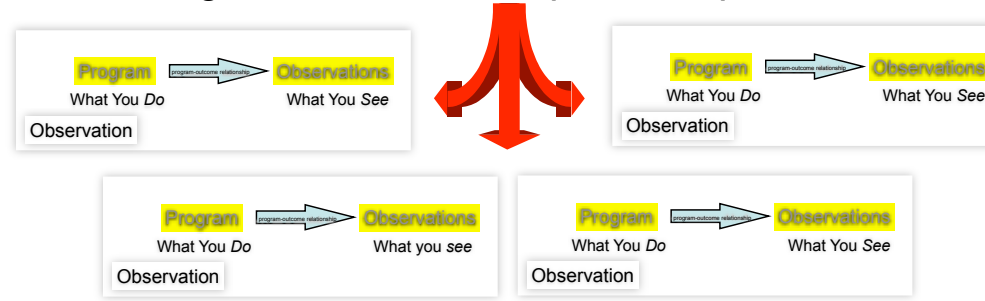 Program program-outcome relationship Observations
What You Do What You See
Observation
Program program-outcome relationship Observations
What You Do What You See
Observation
Program program-outcome relationship Observations
What You Do What you see
Observation
Program program-outcome relationship Observations
What You Do What You See
Observation